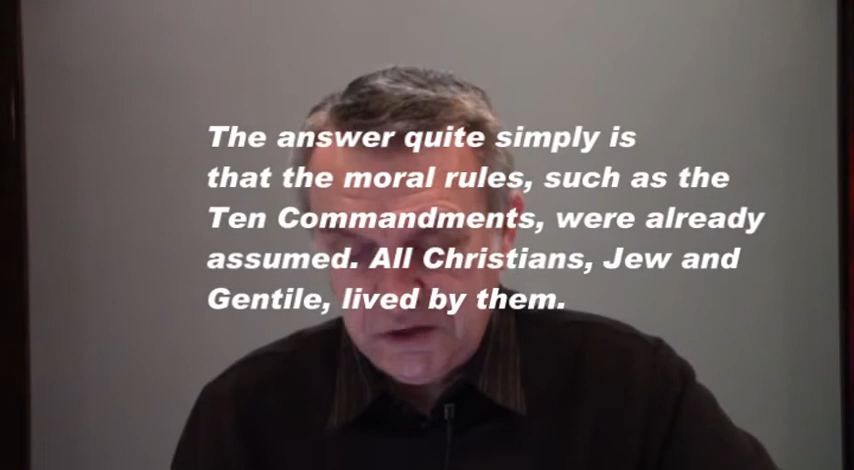 The answer quite simply is
that the moral rules, such as the
Ten Commandments, were already
assumed. All Christians, Jew and
Gentile, lived by them.